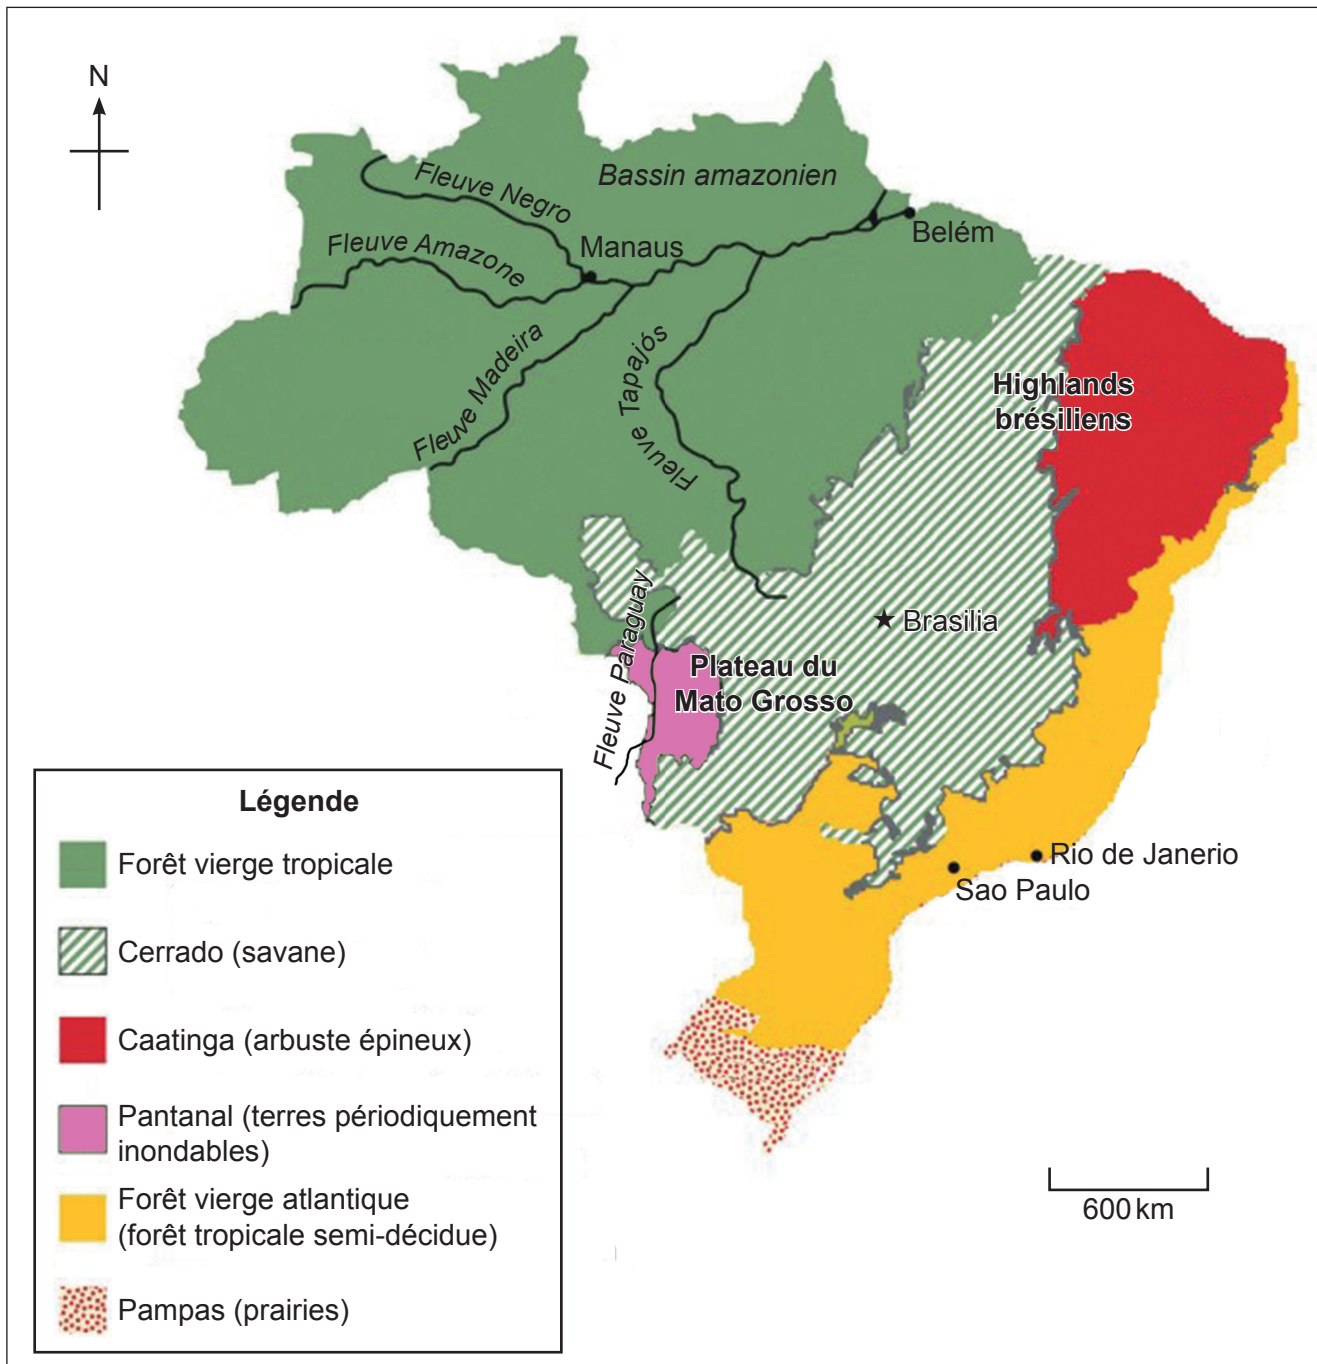 N
Bassin amazonien
Fleuve Negro
Belém
Manaus
Fleuve Amazone
Fleuve Madeira
Fleuve Tapajós
Highlands
brésiliens
Brasilia
Fleuve Paraguay
Plateau du
Mato Grosso
Rio de Janerio
Sao Paulo
Légende
Forêt vierge tropicale
Cerrado (savane)
Caatinga (arbuste épineux)
Pantanal (terres périodiquement
inondables)
Forêt vierge atlantique
(forêt tropicale semi-décidue)
Pampas (prairies)
600 km